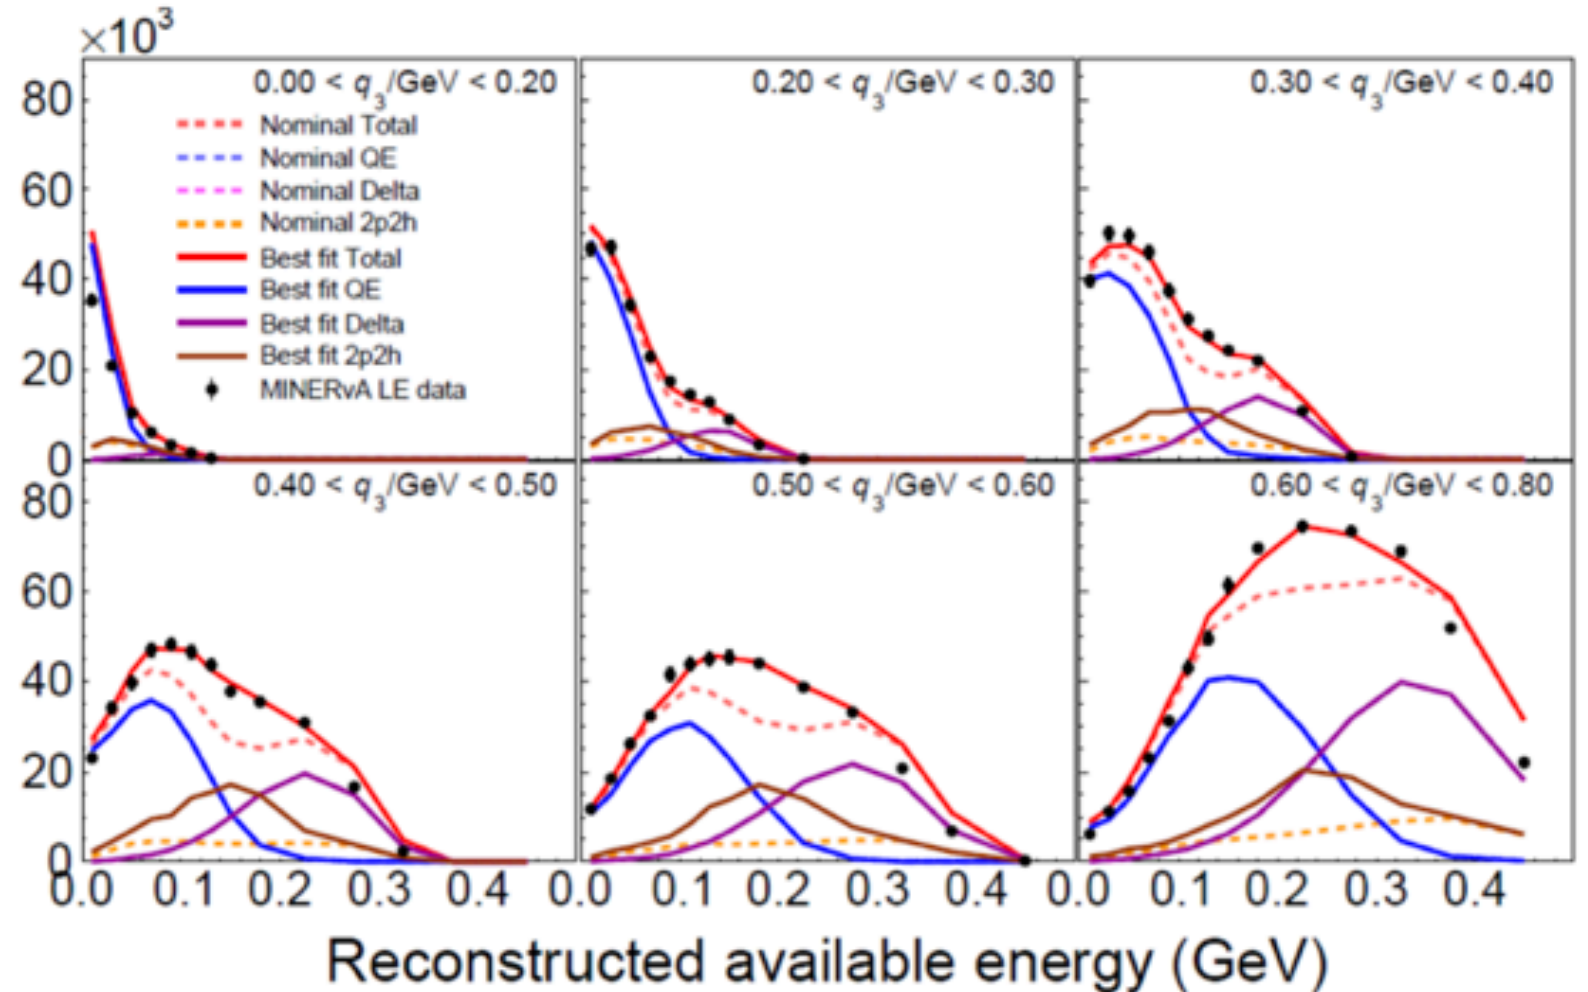 ×10³
0.00 < q₃/GeV < 0.20
0.20 < q₃/GeV < 0.30
0.30 < q₃/GeV < 0.40
80
60
40
20
0
Nominal Total
Nominal QE
Nominal Delta
Nominal 2p2h
Best fit Total
Best fit QE
Best fit Delta
Best fit 2p2h
MINERvA LE data
0.40 < q₃/GeV < 0.50
0.50 < q₃/GeV < 0.60
0.60 < q₃/GeV < 0.80
80
60
40
20
0
0.0 0.1 0.2 0.3 0.4 0.0 0.1 0.2 0.3 0.4 0.0 0.1 0.2 0.3 0.4
Reconstructed available energy (GeV)